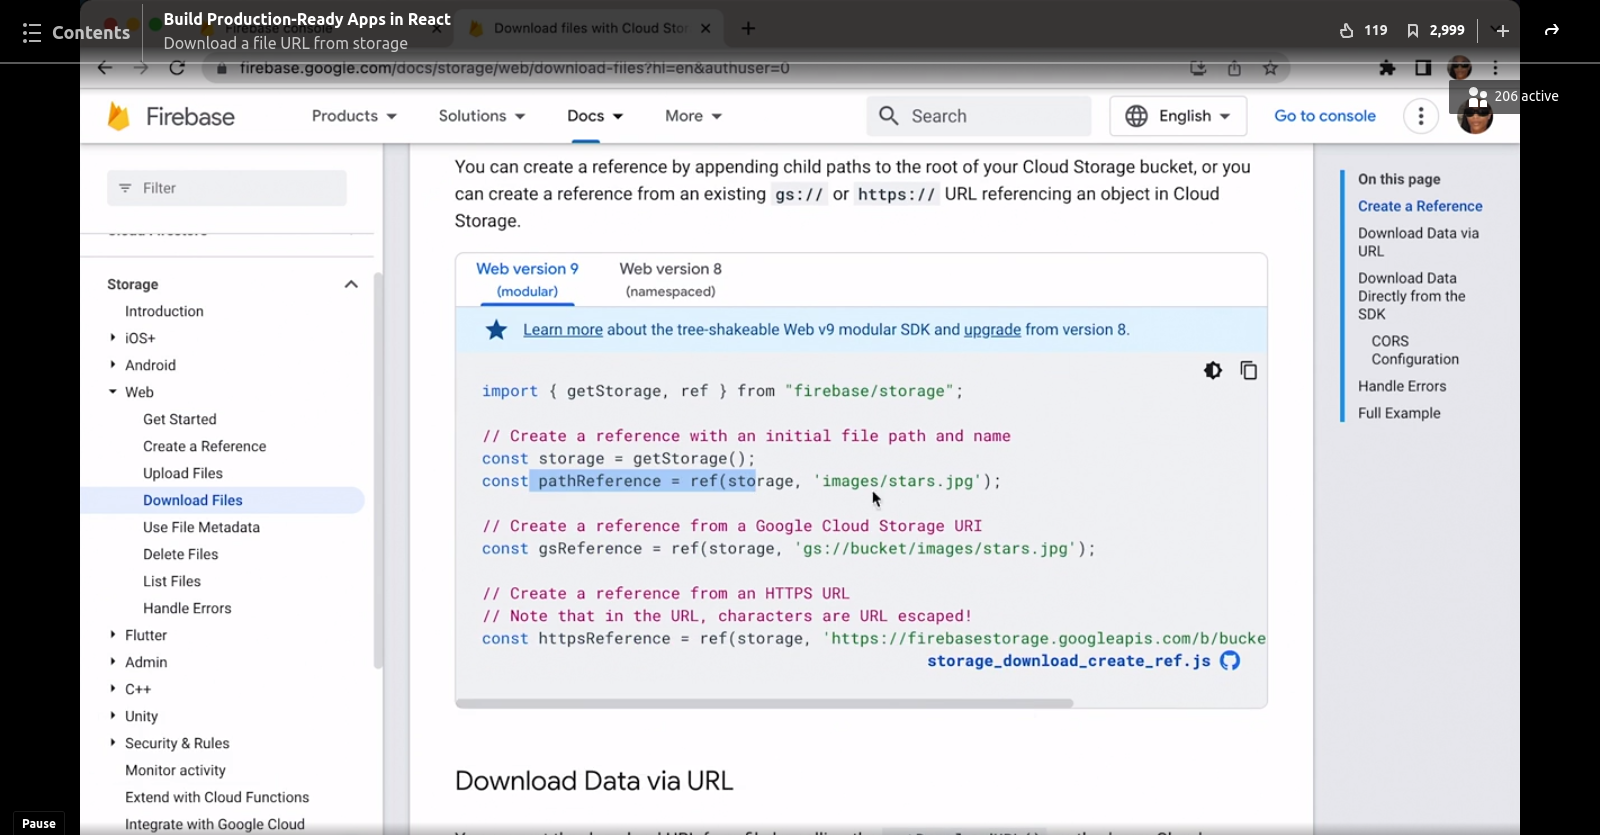 Contents
Build Production-Ready Apps in React
Download a file URL from storage
Download files with Cloud Stor
119
2,999
206 active
firebase.google.com/docs/storage/web/download-files?hl=en&authuser=0
Firebase
Products
Solutions
Docs
More
Search
English
Go to console
Filter
Storage
Introduction
iOS+
Android
Web
Get Started
Create a Reference
Upload Files
Download Files
Use File Metadata
Delete Files
List Files
Handle Errors
Flutter
Admin
C++
Unity
Security & Rules
Monitor activity
Extend with Cloud Functions
Integrate with Google Cloud
You can create a reference by appending child paths to the root of your Cloud Storage bucket, or you
can create a reference from an existing gs:// or https:// URL referencing an object in Cloud
Storage.
Web version 9
(modular)
Web version 8
(namespaced)
Learn more about the tree-shakeable Web v9 modular SDK and upgrade from version 8.
import { getStorage, ref } from "firebase/storage";
// Create a reference with an initial file path and name
const storage = getStorage();
const pathReference = ref(storage, 'images/stars.jpg');
// Create a reference from a Google Cloud Storage URI
const gsReference = ref(storage, 'gs://bucket/images/stars.jpg');
// Create a reference from an HTTPS URL
// Note that in the URL, characters are URL escaped!
const httpsReference = ref(storage, 'https://firebasestorage.googleapis.com/b/bucke
storage_download_create_ref.js
Download Data via URL
On this page
Create a Reference
Download Data via
URL
Download Data
Directly from the
SDK
CORS
Configuration
Handle Errors
Full Example
Pause